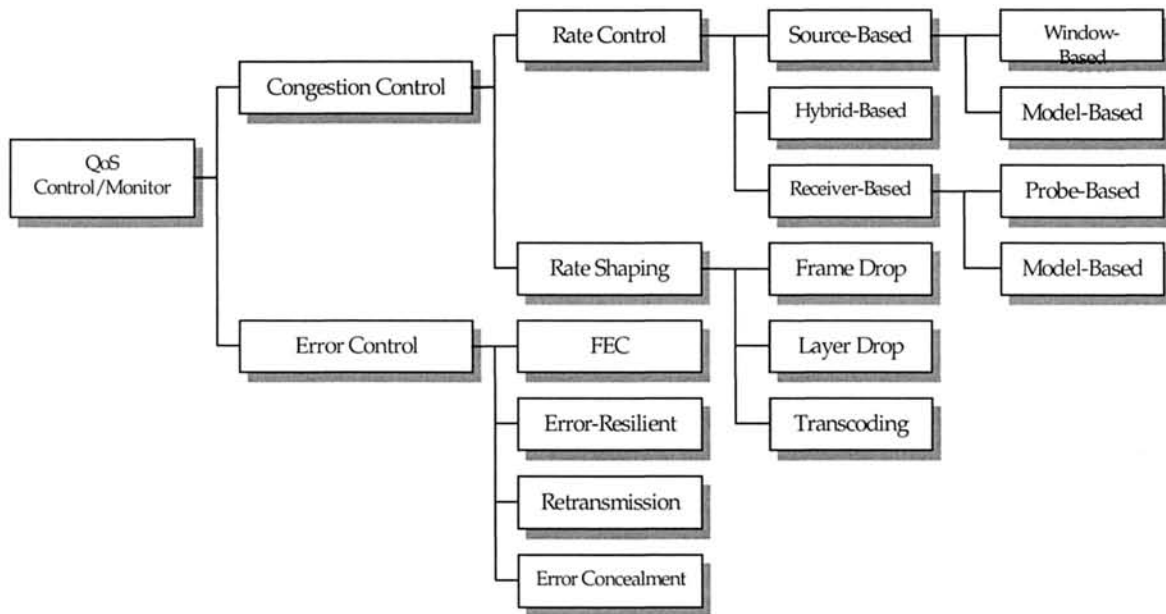 Rate Control
Source-Based
Window-
Based
Congestion Control
Hybrid-Based
Model-Based
QoS
Control/Monitor
Receiver-Based
Probe-Based
Rate Shaping
Frame Drop
Model-Based
Error Control
FEC
Layer Drop
Error-Resilient
Transcoding
Retransmission
Error Concealment